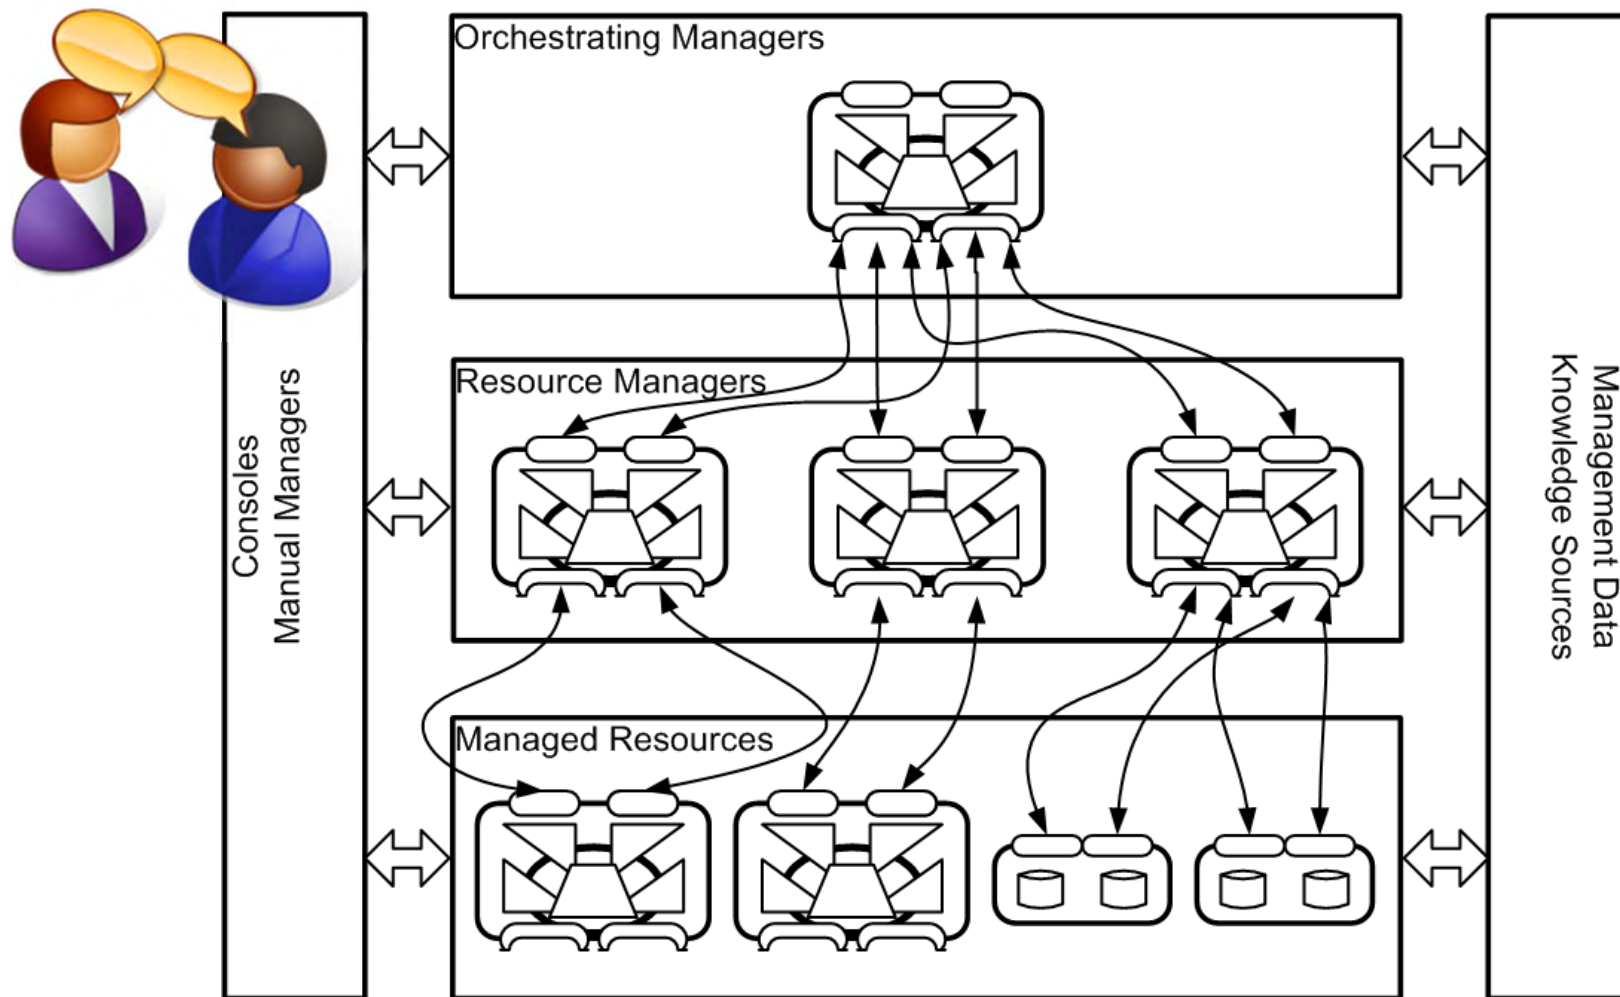 Orchestrating Managers
Resource Managers
Managed Resources
Consoles
Manual Managers
Management Data
Knowledge Sources